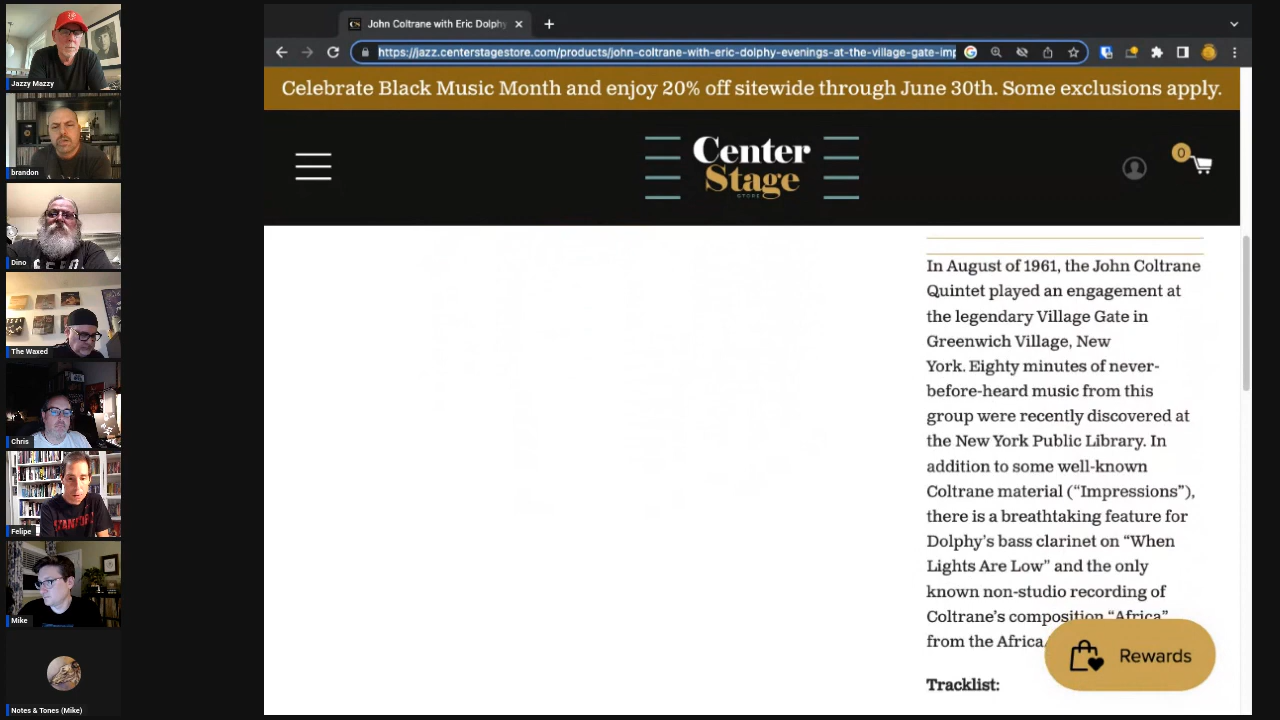 John Coltrane with Eric Dolphy
https://jazz.centerstagestore.com/products/john-coltrane-with-eric-dolphy-evenings-at-the-village-gate-imp
Celebrate Black Music Month and enjoy 20% off sitewide through June 30th. Some exclusions apply.
Center
Stage
STORE
0
In August of 1961, the John Coltrane
Quintet played an engagement at
the legendary Village Gate in
Greenwich Village, New
York. Eighty minutes of never-
before-heard music from this
group were recently discovered at
the New York Public Library. In
addition to some well-known
Coltrane material (“Impressions”),
there is a breathtaking feature for
Dolphy’s bass clarinet on “When
Lights Are Low” and the only
known non-studio recording of
Coltrane’s composition “Africa”
from the Africa
Rewards
Tracklist:
Jazzy Mazzy
brandon
Dino
The Waxed
Chris
Felipe
STANFORD
Mike
Notes & Tones (Mike)